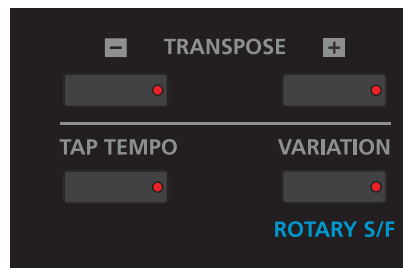 - TRANSPOSE +
TAP TEMPO VARIATION
ROTARY S/F